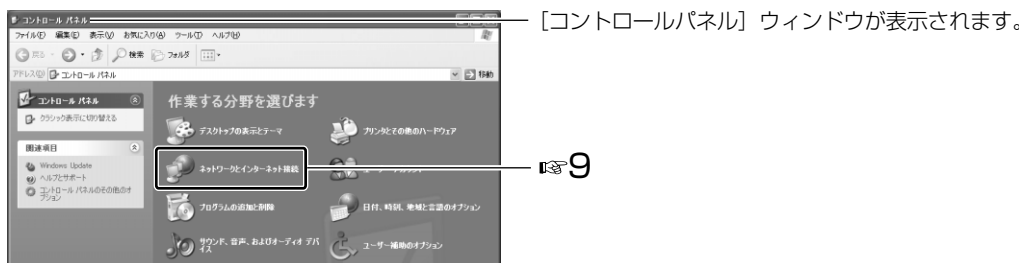 コントロール パネル
[コントロールパネル] ウィンドウが表示されます。
ファイル(F) 編集(E) 表示(V) お気に入り(A) ツール(T) ヘルプ(H)
戻る 検索 フォルダ
アドレス(D) コントロール パネル 移動
コントロール パネル
クラシック表示に切り替える
関連項目
Windows Update
ヘルプとサポート
コントロール パネルのその他のオプション
作業する分野を選びます
デスクトップの表示とテーマ
プリンタとその他のハードウェア
ネットワークとインターネット接続
☞9
プログラムの追加と削除
日付、時刻、地域と言語のオプション
サウンド、音声、およびオーディオ デバ
イス
ユーザー補助のオプション